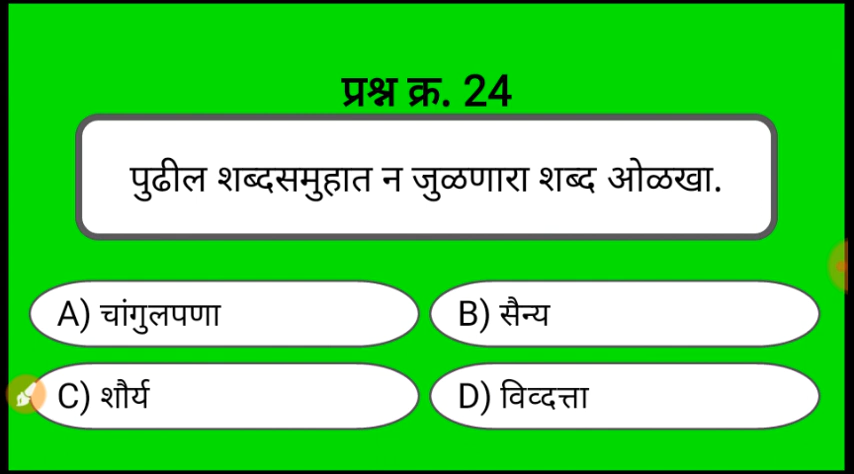 प्रश्न क्र. 24
पुढील शब्दसमुहात न जुळणारा शब्द ओळखा.
A) चांगुलपणा
B) सैन्य
C) शौर्य
D) विव्दत्ता